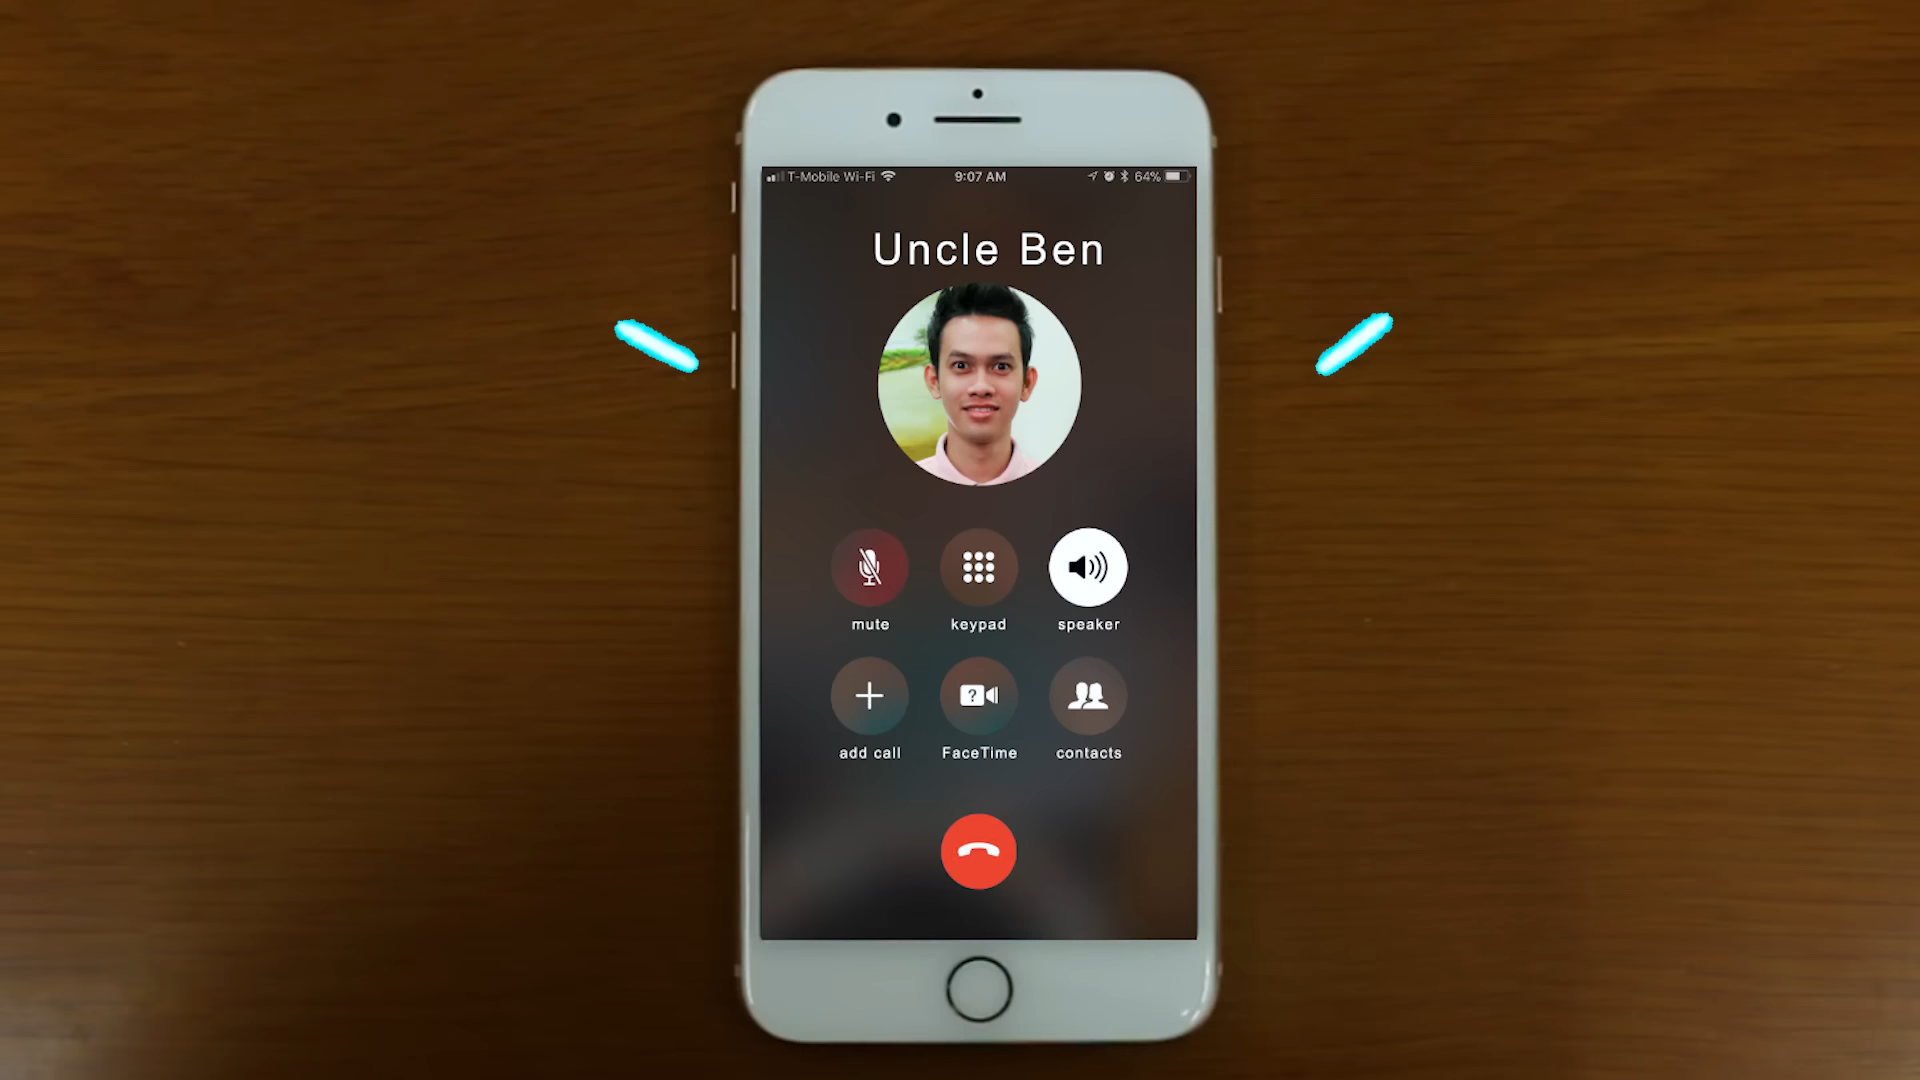 T-Mobile Wi-Fi 9:07 AM 64%
Uncle Ben
mute keypad speaker
?
add call FaceTime contacts